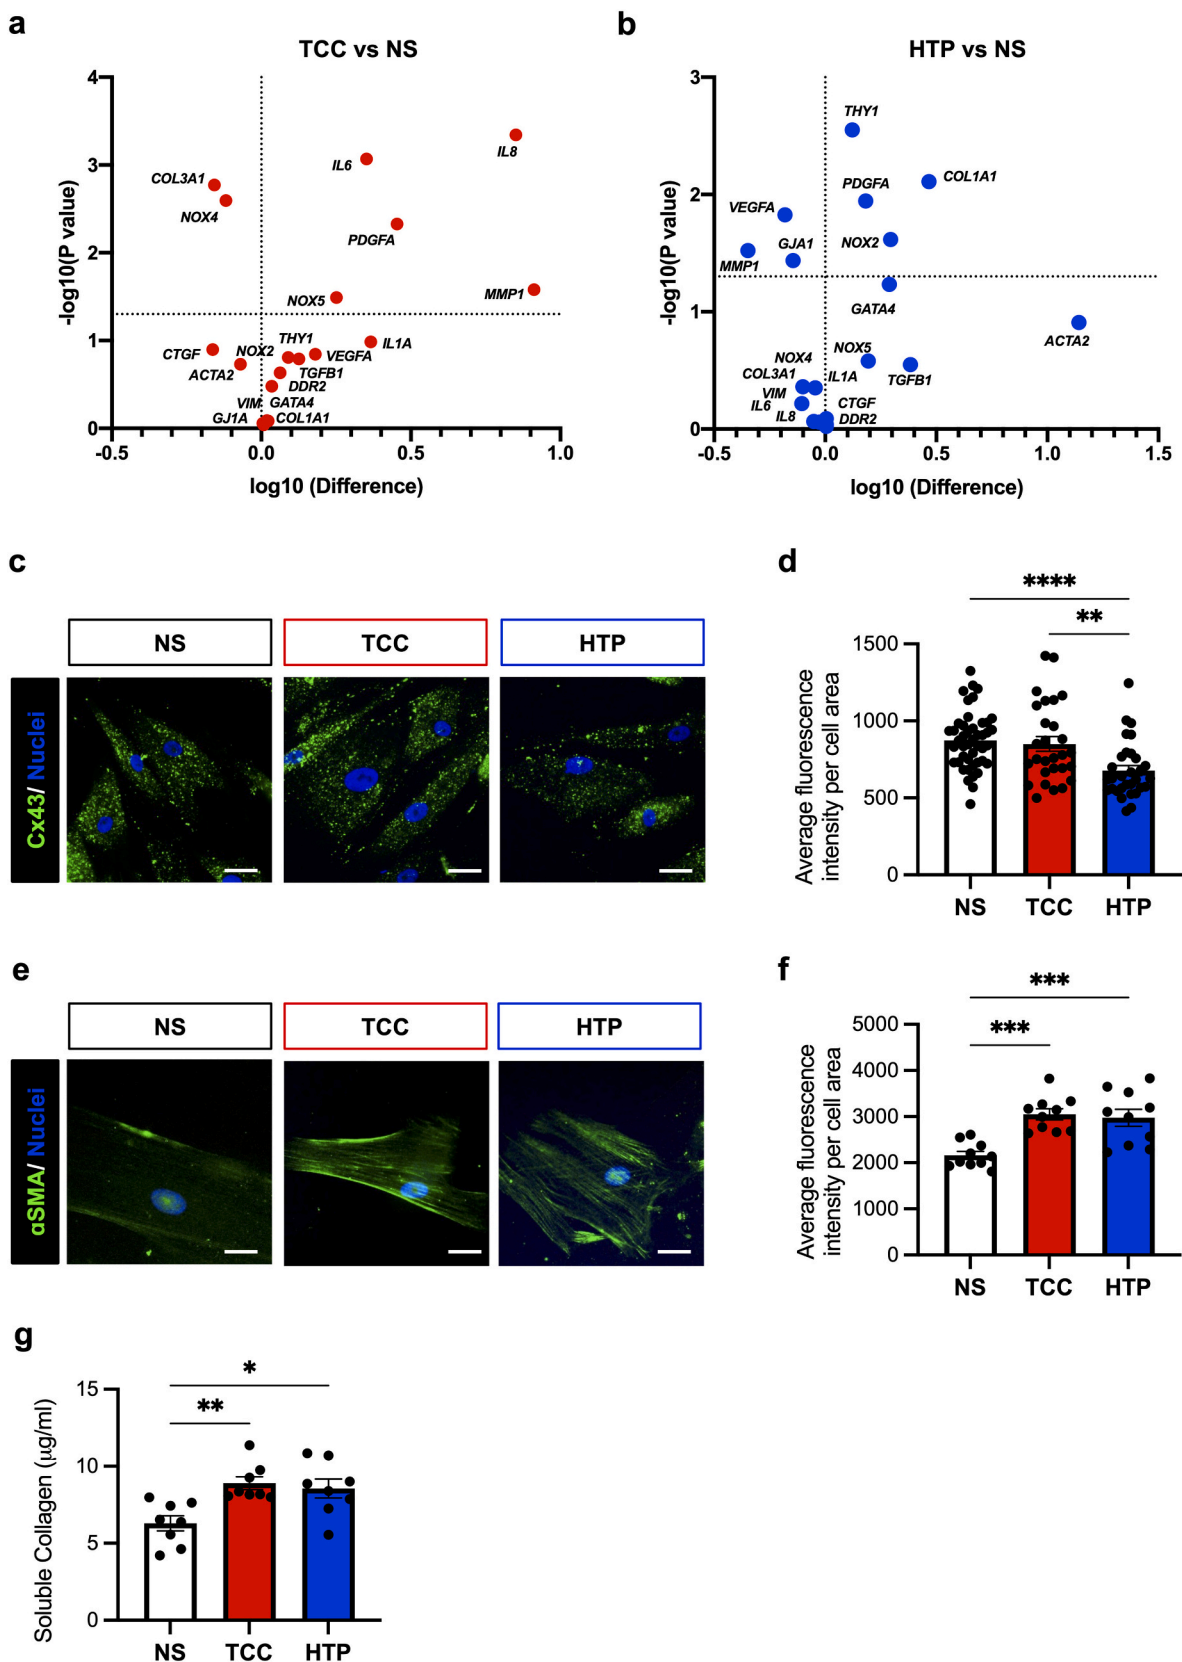 a
TCC vs NS
4
3
2
1
0
-0.5
0.0
0.5
1.0
-log10(P value)
log10 (Difference)
COL3A1
NOX4
IL6
IL8
PDGFA
MMP1
NOX5
CTGF
ACTA2
NOX2
THY1
VEGFA
IL1A
TGFB1
DDR2
VIM
GATA4
GJ1A
COL1A1
b
HTP vs NS
3
2
1
0
-0.5
0.0
0.5
1.0
1.5
-log10(P value)
log10 (Difference)
THY1
COL1A1
PDGFA
VEGFA
NOX2
GJA1
MMP1
GATA4
ACTA2
NOX5
NOX4
COL3A1
IL1A
TGFB1
VIM
IL6
CTGF
IL8
DDR2
c
NS
TCC
HTP
Cx43/ Nuclei
d
****
**
1500
1000
500
0
Average fluorescence
intensity per cell area
NS
TCC
HTP
e
NS
TCC
HTP
αSMA/ Nuclei
f
***
***
5000
4000
3000
2000
1000
0
Average fluorescence
intensity per cell area
NS
TCC
HTP
g
*
**
15
10
5
0
Soluble Collagen (µg/ml)
NS
TCC
HTP